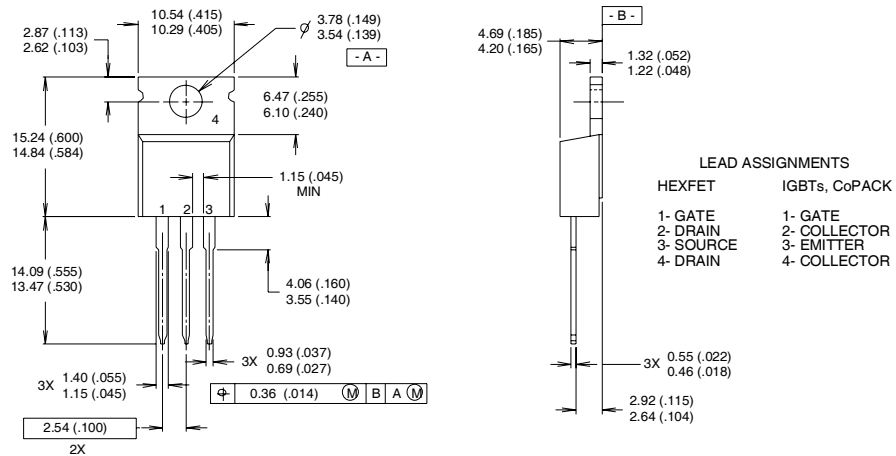 10.54 (.415)
10.29 (.405)
ø 3.78 (.149)
3.54 (.139)
- A -
2.87 (.113)
2.62 (.103)
6.47 (.255)
6.10 (.240)
4
15.24 (.600)
14.84 (.584)
1.15 (.045)
MIN
1 2 3
14.09 (.555)
13.47 (.530)
4.06 (.160)
3.55 (.140)
3X 0.93 (.037)
0.69 (.027)
3X 1.40 (.055)
1.15 (.045)
⌖ 0.36 (.014) Ⓜ B A Ⓜ
2.54 (.100)
2X
- B -
4.69 (.185)
4.20 (.165)
1.32 (.052)
1.22 (.048)
3X 0.55 (.022)
0.46 (.018)
2.92 (.115)
2.64 (.104)
LEAD ASSIGNMENTS
HEXFET IGBTs, CoPACK
1- GATE 1- GATE
2- DRAIN 2- COLLECTOR
3- SOURCE 3- EMITTER
4- DRAIN 4- COLLECTOR